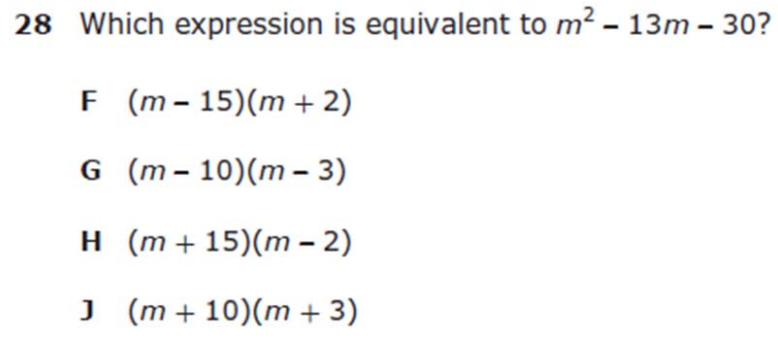 28 Which expression is equivalent to m² – 13m – 30?
F (m – 15)(m + 2)
G (m – 10)(m – 3)
H (m + 15)(m – 2)
J (m + 10)(m + 3)